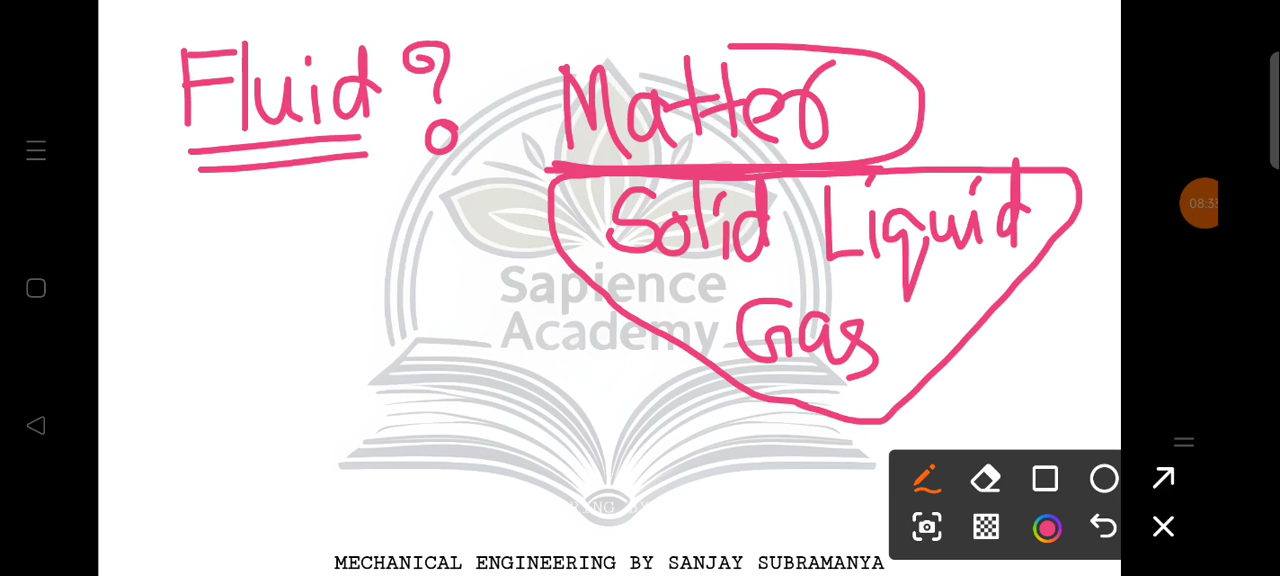 Fluid ?
Matter
Solid Liquid
Gas
Sapience
Academy
MECHANICAL ENGINEERING BY SANJAY SUBRAMANYA